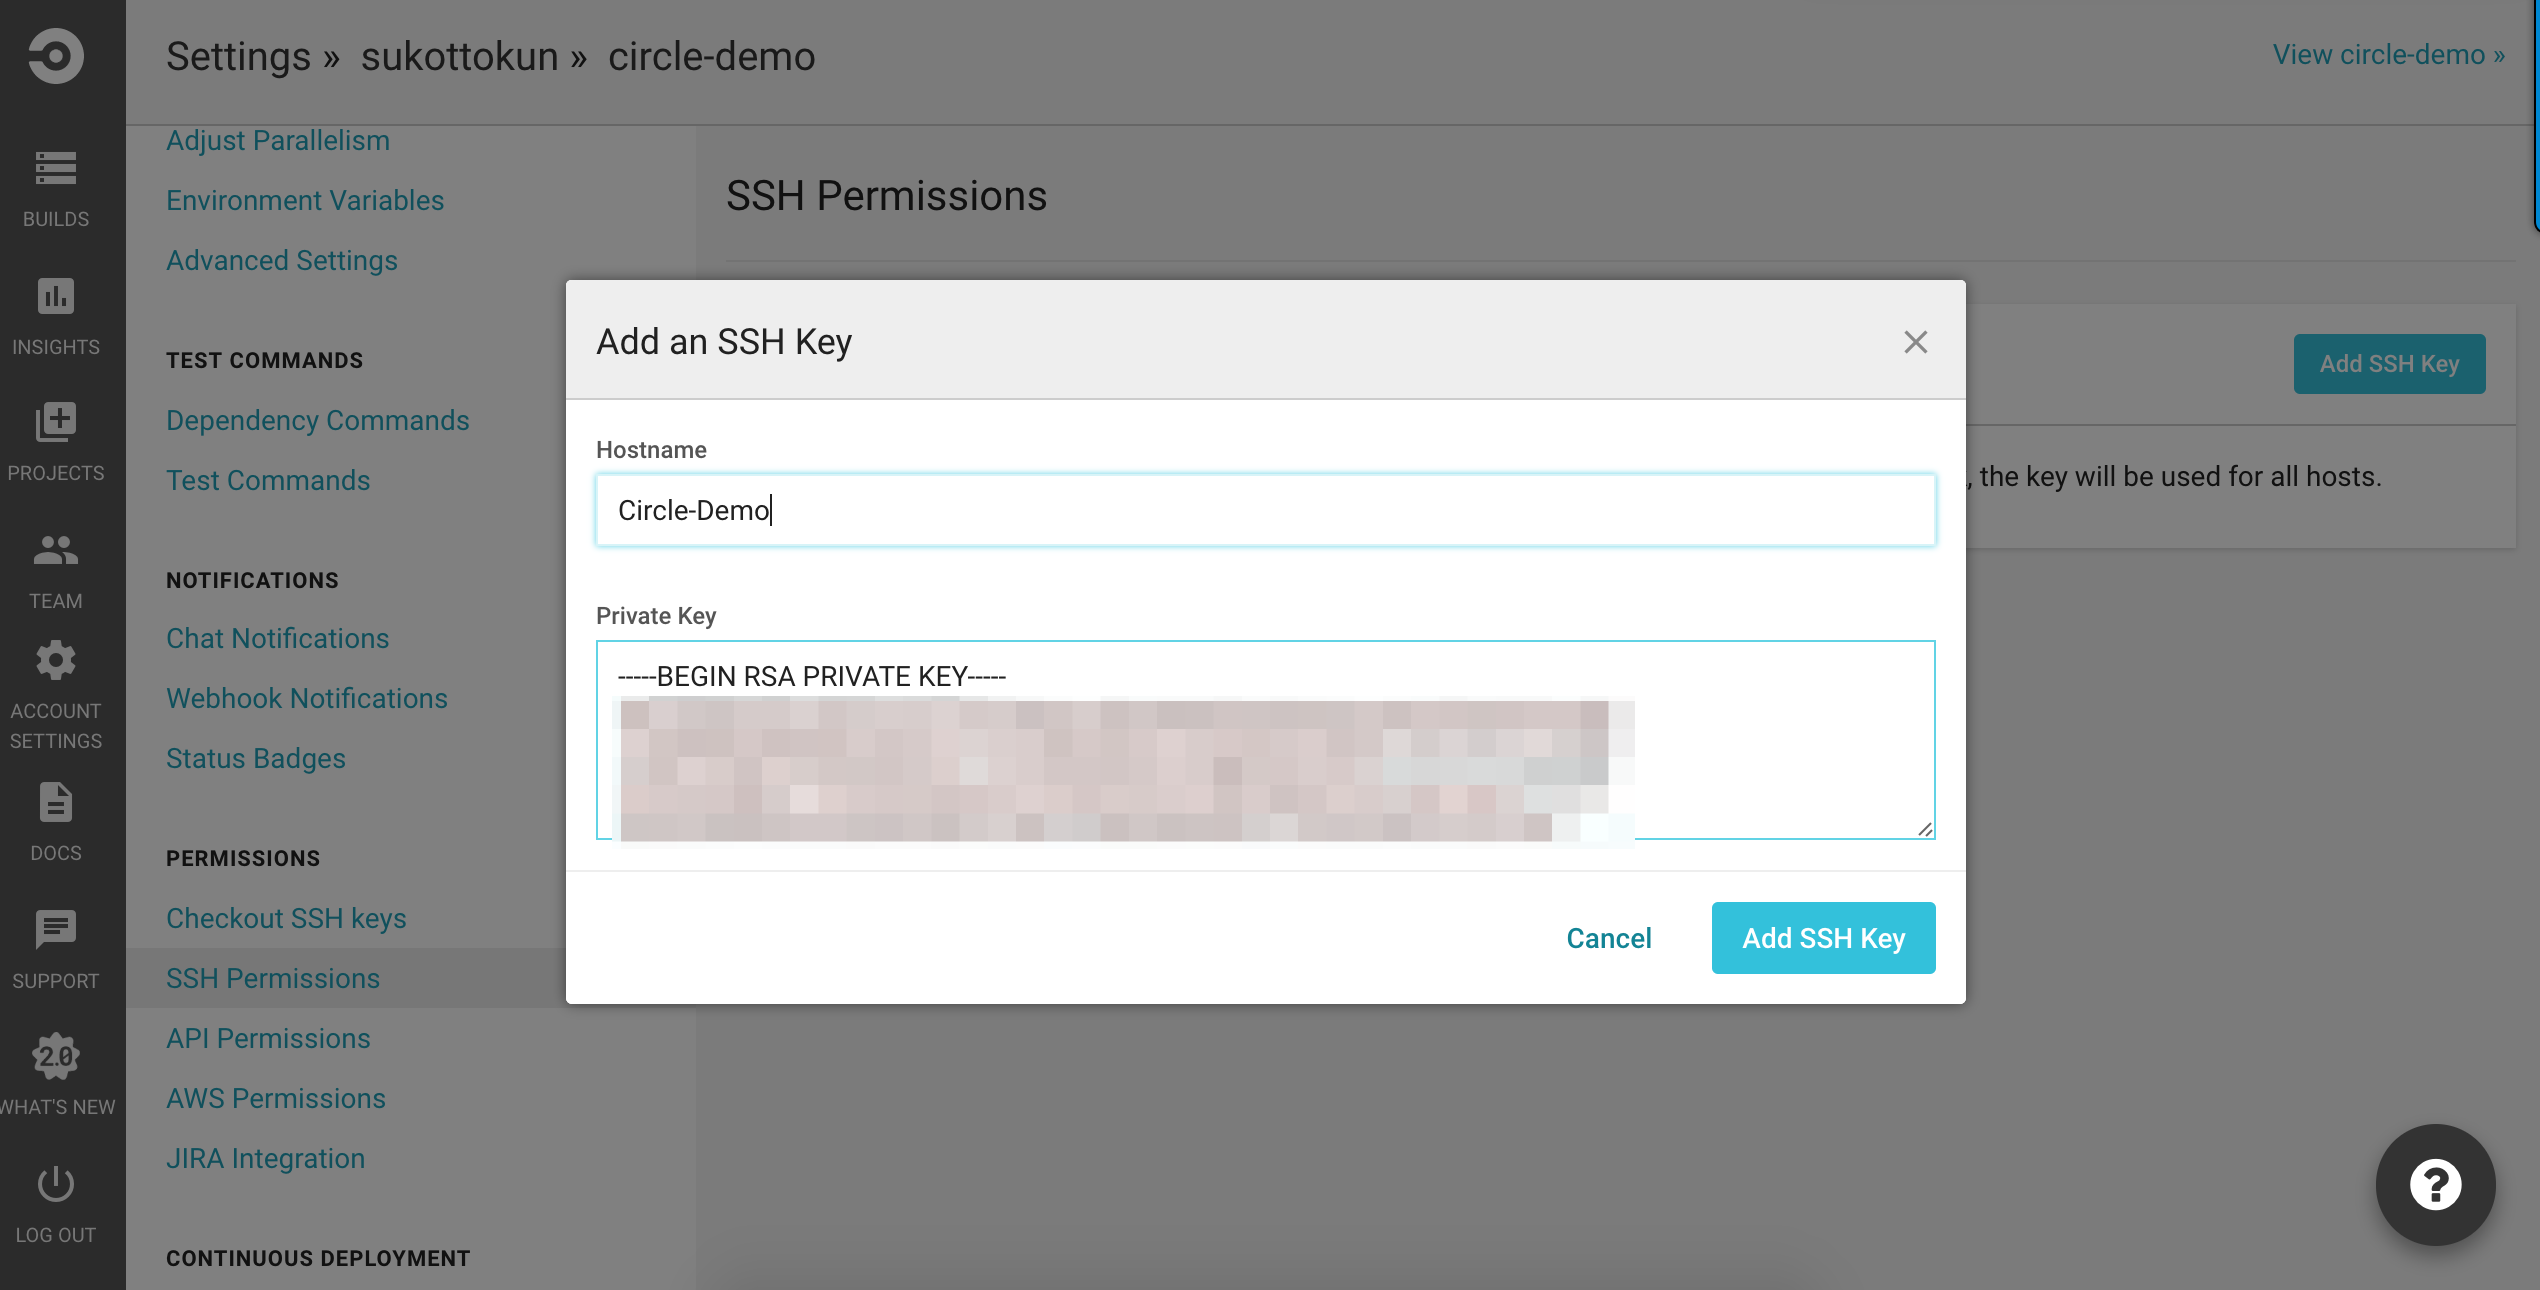 Settings » sukottokun » circle-demo
View circle-demo »
BUILDS
INSIGHTS
PROJECTS
TEAM
ACCOUNT
SETTINGS
DOCS
SUPPORT
2.0
WHAT'S NEW
LOG OUT
Adjust Parallelism
Environment Variables
Advanced Settings
TEST COMMANDS
Dependency Commands
Test Commands
NOTIFICATIONS
Chat Notifications
Webhook Notifications
Status Badges
PERMISSIONS
Checkout SSH keys
SSH Permissions
API Permissions
AWS Permissions
JIRA Integration
CONTINUOUS DEPLOYMENT
SSH Permissions
Add SSH Key
, the key will be used for all hosts.
Add an SSH Key
Hostname
Circle-Demo
Private Key
-----BEGIN RSA PRIVATE KEY-----
Cancel
Add SSH Key